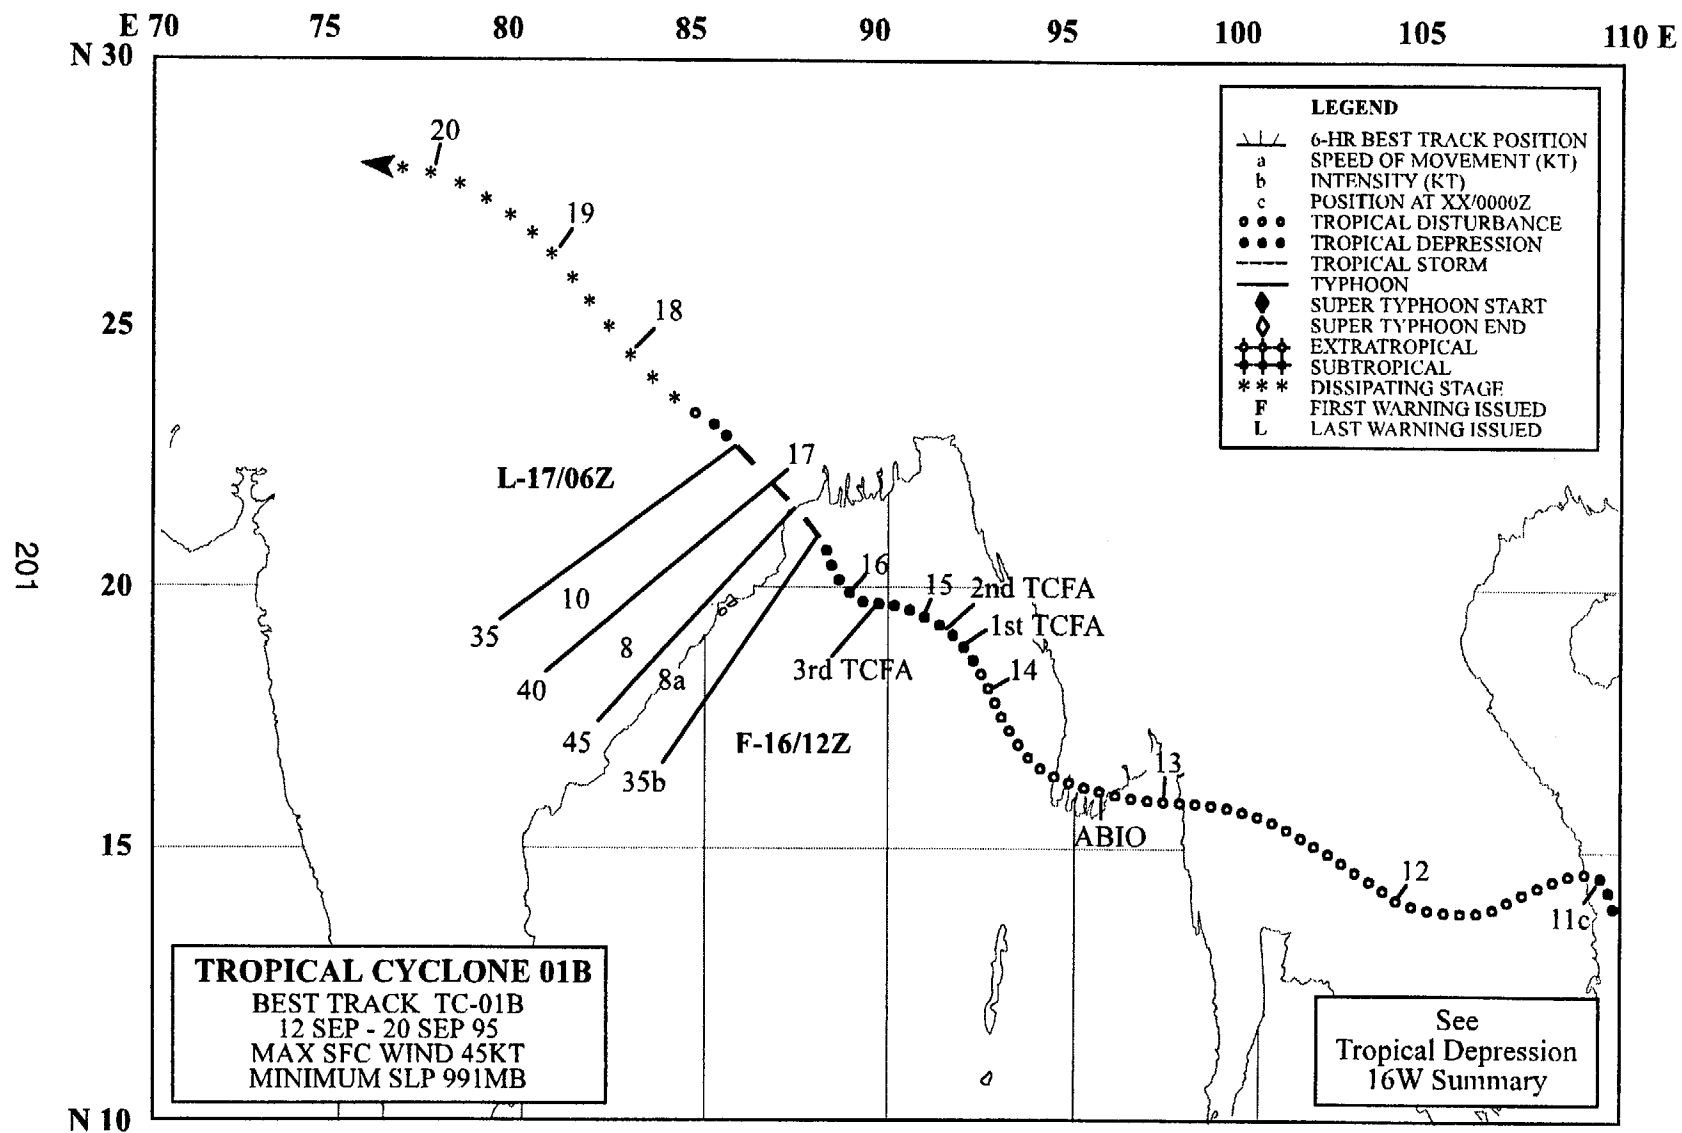 E 70 75 80 85 90 95 100 105 110 E
N 30
LEGEND
6-HR BEST TRACK POSITION
a SPEED OF MOVEMENT (KT)
b INTENSITY (KT)
c POSITION AT XX/0000Z
TROPICAL DISTURBANCE
TROPICAL DEPRESSION
TROPICAL STORM
TYPHOON
SUPER TYPHOON START
SUPER TYPHOON END
EXTRATROPICAL
SUBTROPICAL
*** DISSIPATING STAGE
F FIRST WARNING ISSUED
L LAST WARNING ISSUED
20
19
25
18
17
L-17/06Z
201
20
16
15
2nd TCFA
1st TCFA
3rd TCFA
14
10
35
8
8a
40
45
35b
F-16/12Z
13
ABIO
15
12
11c
TROPICAL CYCLONE 01B
BEST TRACK TC-01B
12 SEP - 20 SEP 95
MAX SFC WIND 45KT
MINIMUM SLP 991MB
See
Tropical Depression
16W Summary
N 10